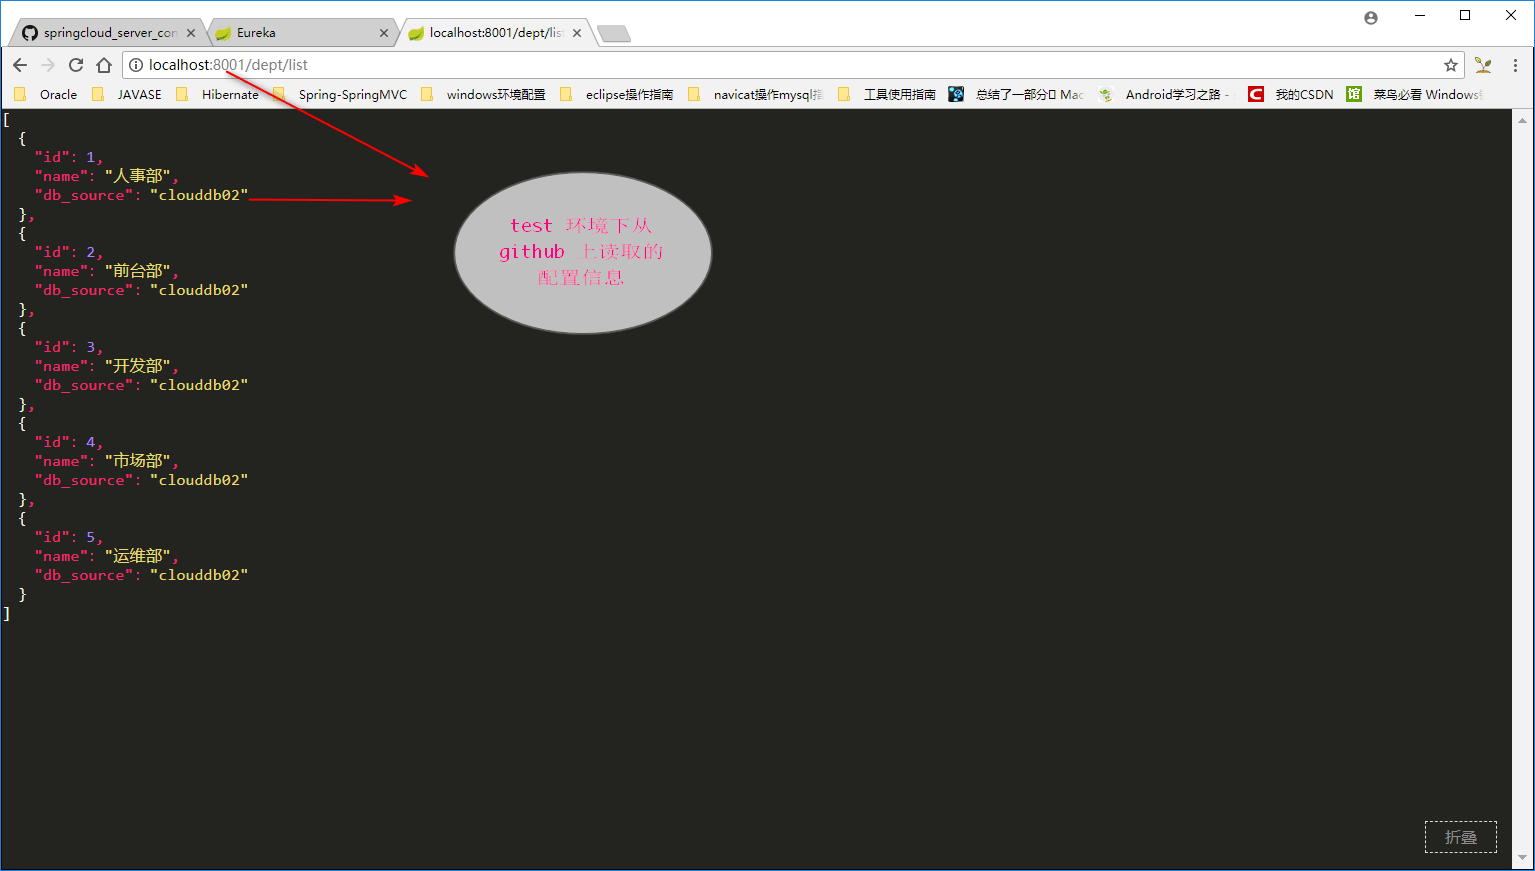 springcloud_server_con
Eureka
localhost:8001/dept/list
localhost:8001/dept/list
Oracle
JAVASE
Hibernate
Spring-SpringMVC
windows环境配置
eclipse操作指南
navicat操作mysql指
工具使用指南
总结了一部分 Mac
Android学习之路 -
我的CSDN
馆
菜鸟必看 Windows
[
{
"id": 1,
"name": "人事部",
"db_source": "clouddb02"
},
{
"id": 2,
"name": "前台部",
"db_source": "clouddb02"
},
{
"id": 3,
"name": "开发部",
"db_source": "clouddb02"
},
{
"id": 4,
"name": "市场部",
"db_source": "clouddb02"
},
{
"id": 5,
"name": "运维部",
"db_source": "clouddb02"
}
]
test 环境下从
github 上读取的
配置信息
折叠